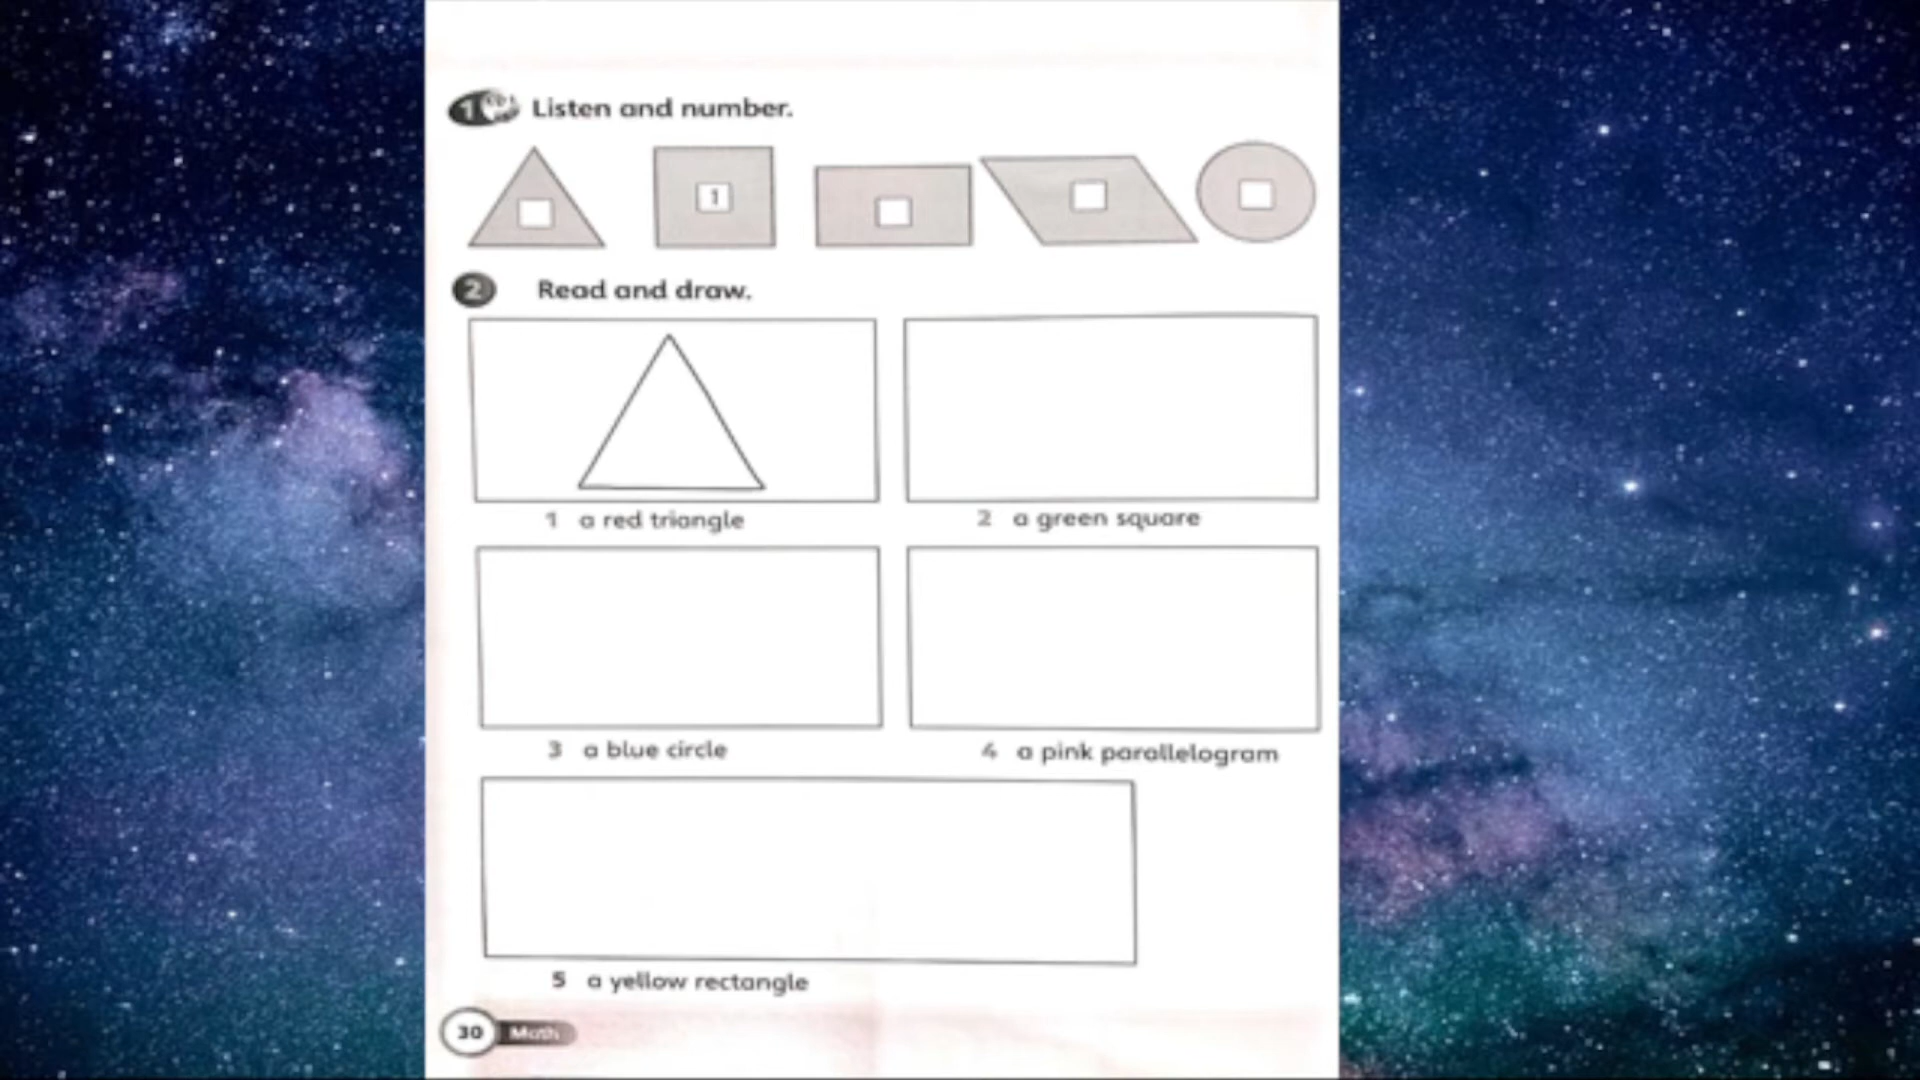 1 Listen and number.
1
2 Read and draw.
1 a red triangle
2 a green square
3 a blue circle
4 a pink parallelogram
5 a yellow rectangle
30 Math